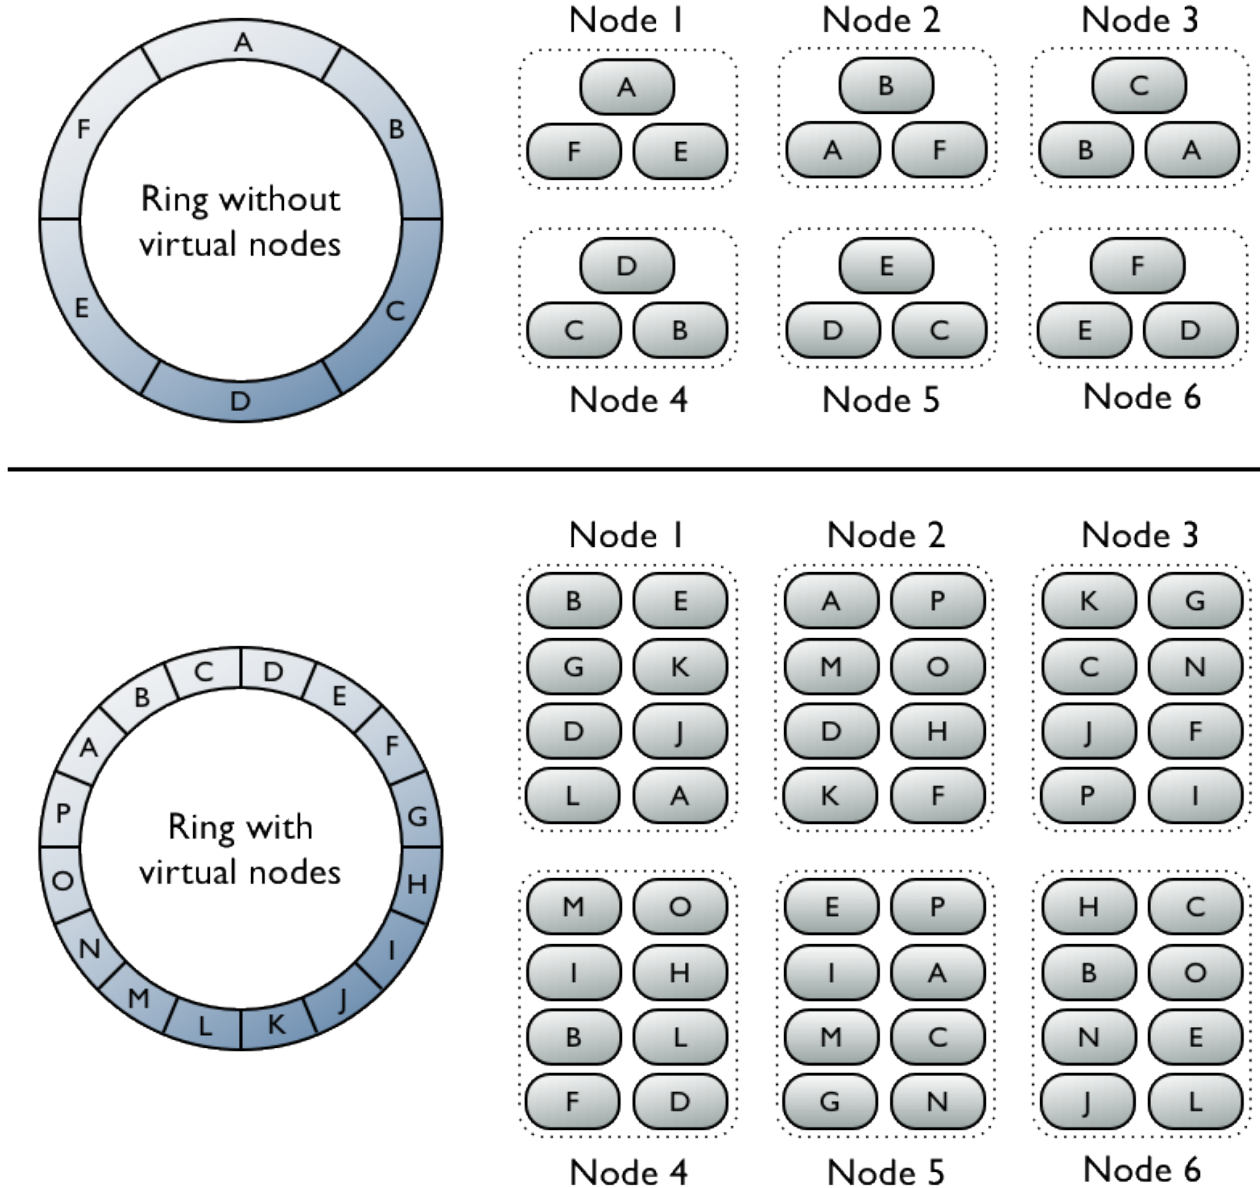 A
B
C
D
E
F
Ring without
virtual nodes
Node 1 Node 2 Node 3
A B C
F E A F B A
D E F
C B D C E D
Node 4 Node 5 Node 6
A
B
C
D
E
F
G
H
I
J
K
L
M
N
O
P
Ring with
virtual nodes
Node 1 Node 2 Node 3
B E A P K G
G K M O C N
D J D H J F
L A K F P I
M O E P H C
I H I A B O
B L M C N E
F D G N J L
Node 4 Node 5 Node 6